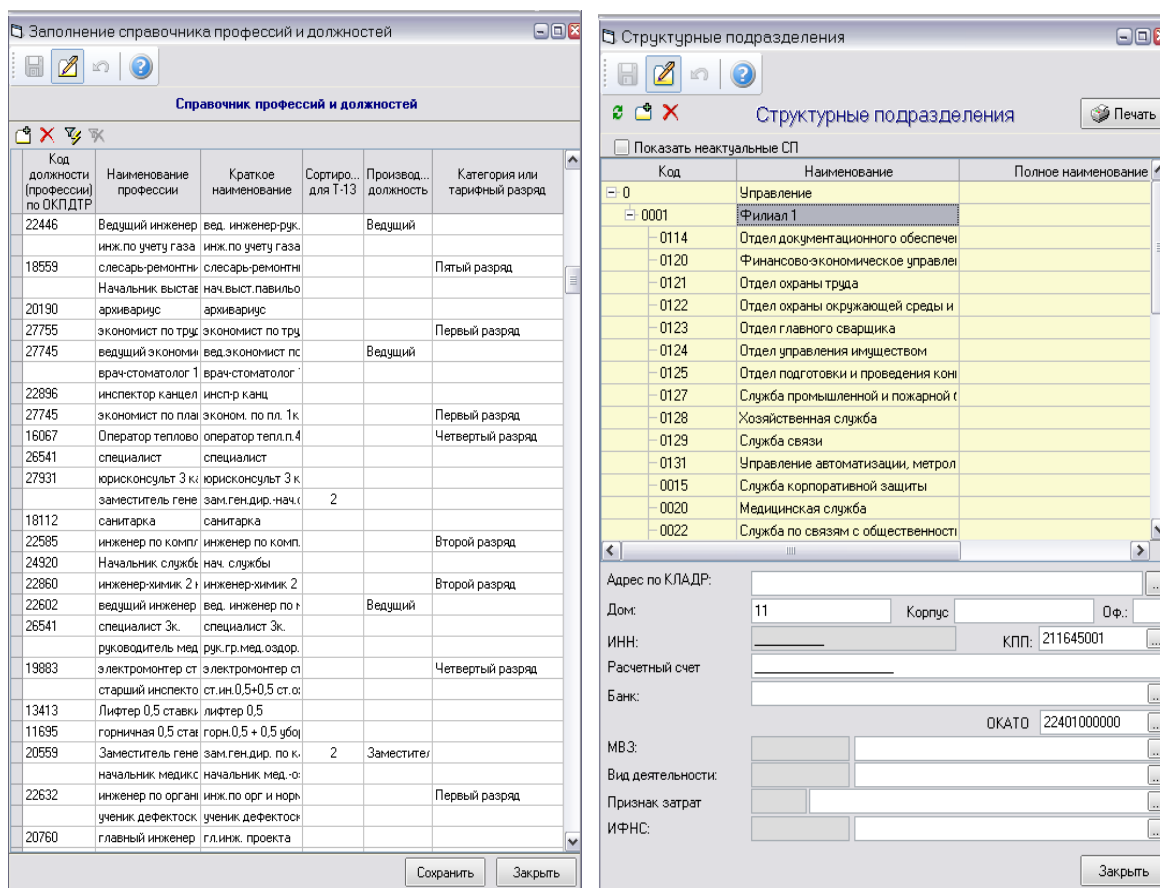 Заполнение справочника профессий и должностей
Справочник профессий и должностей
Код должности (профессии) по ОКПДТР Наименование профессии Краткое наименование Сортиро... для Т-13 Производ... должность Категория или тарифный разряд
22446 Ведущий инженер вед. инженер-рук. Ведущий
инж.по учету газа инж.по учету газа
18559 слесарь-ремонтни слесарь-ремонтн Пятый разряд
Начальник выстав нач.выст.павильо
20190 архивариус архивариус
27755 экономист по труд экономист по тру Первый разряд
27745 ведущий экономи вед.экономист по Ведущий
врач-стоматолог 1 врач-стоматолог
22896 инспектор канцел инсп-р канц
27745 экономист по план эконом. по пл. 1к Первый разряд
16067 Оператор теплово оператор тепл.п.4 Четвертый разряд
26541 специалист специалист
27931 юрисконсульт 3 ка юрисконсульт 3 к
заместитель гене зам.ген.дир.-нач.о 2
18112 санитарка санитарка
22585 инженер по компл инженер по комп. Второй разряд
24920 Начальник службы нач. службы
22860 инженер-химик 2 к инженер-химик 2 Второй разряд
22602 ведущий инженер вед. инженер по н Ведущий
26541 специалист 3к. специалист 3к.
руководитель мед рук.гр.мед.оздор.
19883 электромонтер ст электромонтер ст Четвертый разряд
старший инспекто ст.ин.0,5+0,5 ст.о
13413 Лифтер 0,5 ставки лифтер 0,5
11695 горничная 0,5 став горн.0,5 + 0,5 убор
20559 Заместитель гене зам.ген.дир. по к 2 Заместител
начальник медико начальник мед.-о
22632 инженер по органи инж.по орг и норм Первый разряд
ученик дефектоск ученик дефектоск
20760 главный инженер гл.инж. проекта
Сохранить Закрыть
Структурные подразделения
Структурные подразделения Печать
Показать неактуальные СП
Код Наименование Полное наименование
0 Управление
0001 Филиал 1
0114 Отдел документационного обеспечен
0120 Финансово-экономическое управлен
0121 Отдел охраны труда
0122 Отдел охраны окружающей среды и
0123 Отдел главного сварщика
0124 Отдел управления имуществом
0125 Отдел подготовки и проведения конк
0127 Служба промышленной и пожарной б
0128 Хозяйственная служба
0129 Служба связи
0131 Управление автоматизации, метрол
0015 Служба корпоративной защиты
0020 Медицинская служба
0022 Служба по связям с общественность
Адрес по КЛАДР: ...
Дом: 11 Корпус Оф.:
ИНН: КПП: 211645001 ...
Расчетный счет
Банк: ...
ОКАТО 22401000000 ...
МВЗ: ...
Вид деятельности: ...
Признак затрат ...
ИФНС: ...
Закрыть